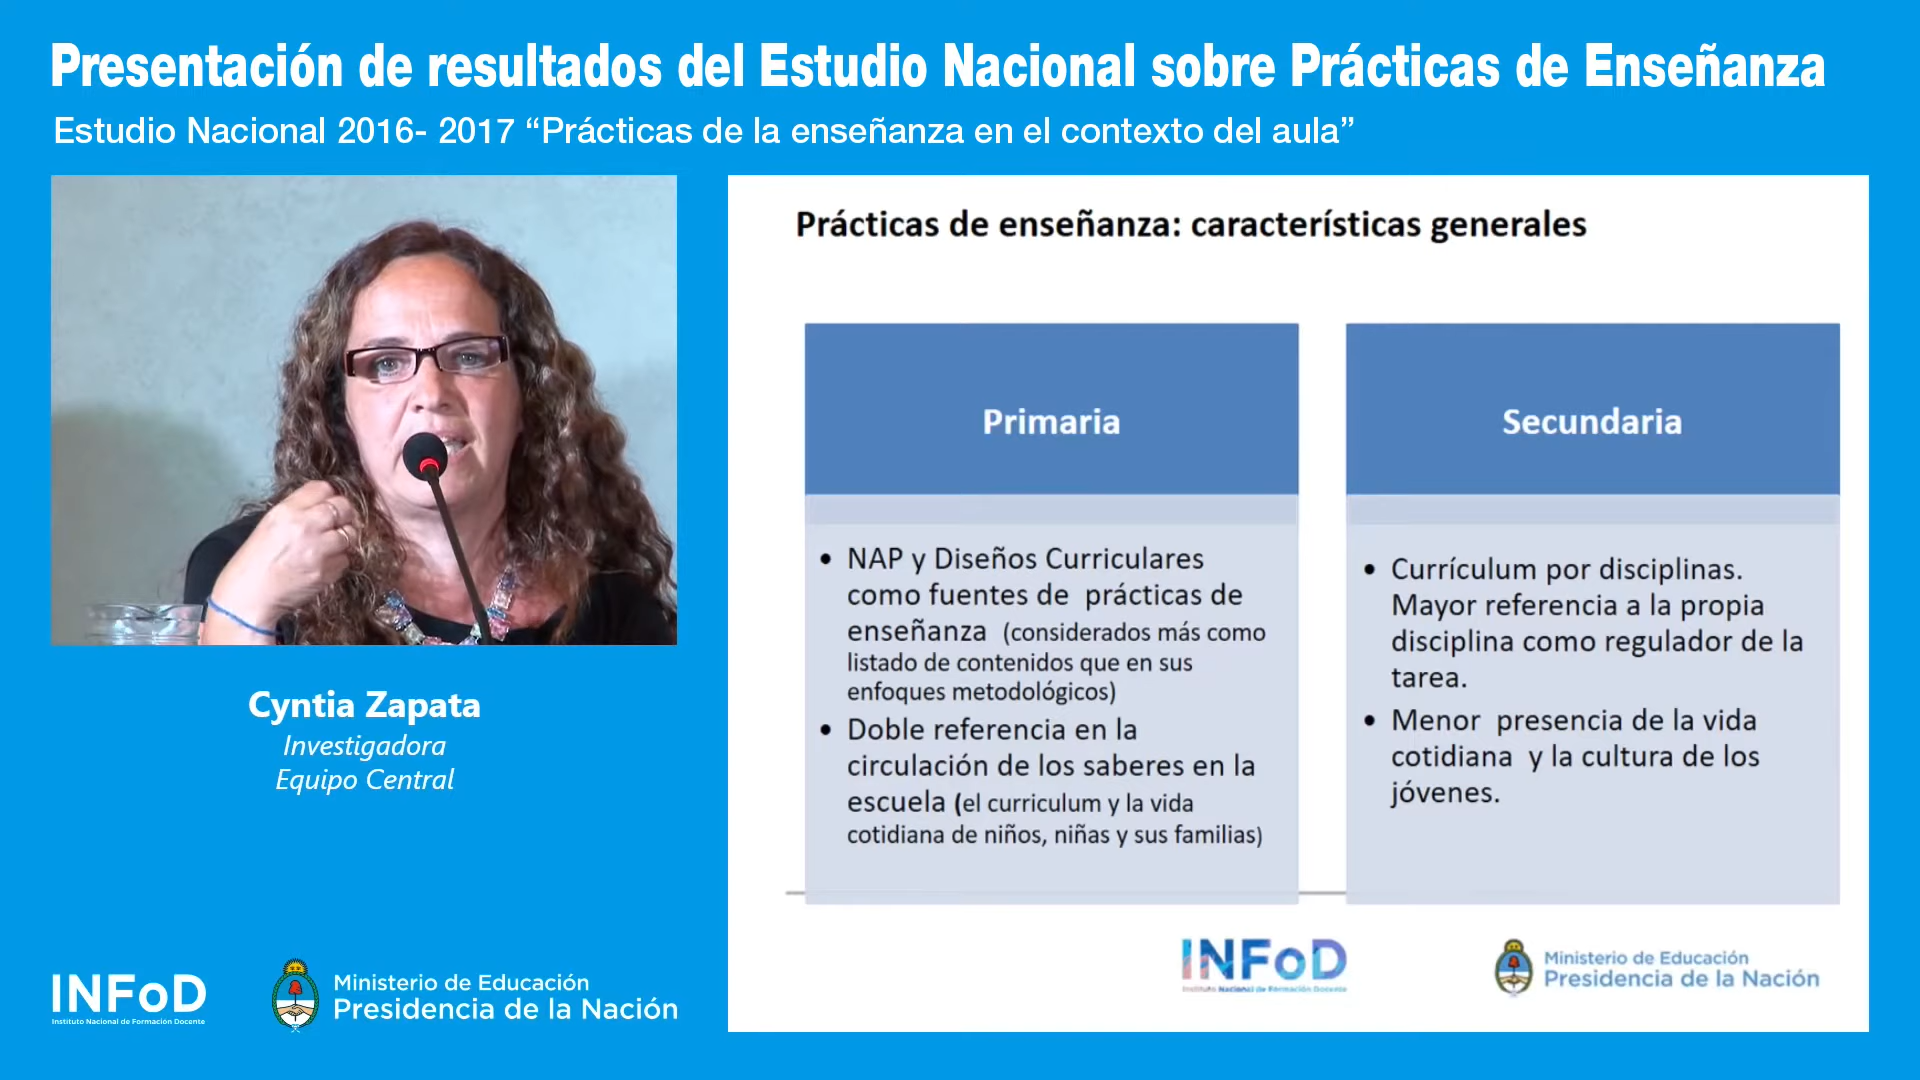 Presentación de resultados del Estudio Nacional sobre Prácticas de Enseñanza
Estudio Nacional 2016- 2017 “Prácticas de la enseñanza en el contexto del aula”
Cyntia Zapata
Investigadora
Equipo Central
INFoD
Instituto Nacional de Formación Docente
Ministerio de Educación
Presidencia de la Nación
Prácticas de enseñanza: características generales
Primaria
• NAP y Diseños Curriculares
como fuentes de prácticas de
enseñanza (considerados más como
listado de contenidos que en sus
enfoques metodológicos)
• Doble referencia en la
circulación de los saberes en la
escuela (el curriculum y la vida
cotidiana de niños, niñas y sus familias)
Secundaria
• Currículum por disciplinas.
Mayor referencia a la propia
disciplina como regulador de la
tarea.
• Menor presencia de la vida
cotidiana y la cultura de los
jóvenes.
INFoD
Instituto Nacional de Formación Docente
Ministerio de Educación
Presidencia de la Nación